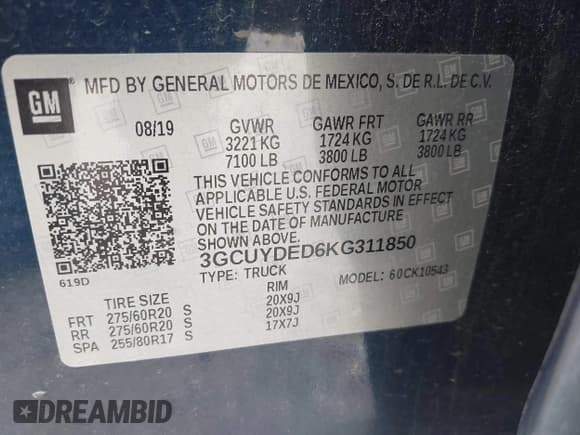 GM
®
MFD BY GENERAL MOTORS DE MEXICO, S. DE R.L. DE C.V.
08/19 GVWR GAWR FRT GAWR RR
3221 KG 1724 KG 1724 KG
7100 LB 3800 LB 3800 LB
THIS VEHICLE CONFORMS TO ALL
APPLICABLE U.S. FEDERAL MOTOR
VEHICLE SAFETY STANDARDS IN EFFECT
ON THE DATE OF MANUFACTURE
SHOWN ABOVE.
3GCUYDED6KG311850
619D TYPE: TRUCK MODEL: 60CK10543
TIRE SIZE RIM
FRT 275/60R20 S 20X9J
RR 275/60R20 S 20X9J
SPA 255/80R17 S 17X7J
DREAMBID